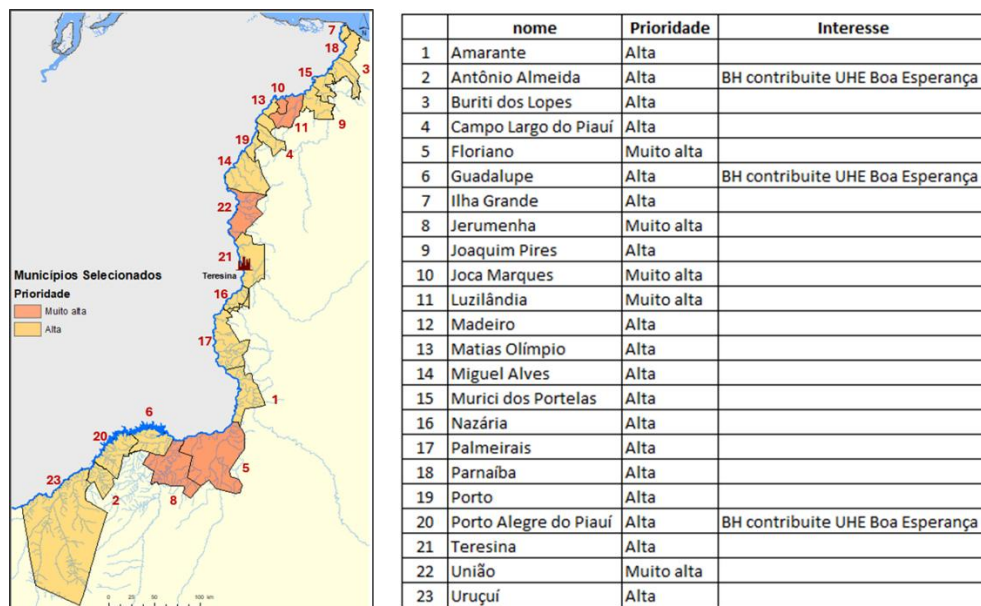 7
18
3
15
10
13
11
9
19
4
14
22
21
Teresina
Municípios Selecionados
Prioridade
Muito alta
Alta
16
17
1
6
20
5
23
2
8
0 25 50 100 km
nome Prioridade Interesse
1 Amarante Alta
2 Antônio Almeida Alta BH contribuite UHE Boa Esperança
3 Buriti dos Lopes Alta
4 Campo Largo do Piauí Alta
5 Floriano Muito alta
6 Guadalupe Alta BH contribuite UHE Boa Esperança
7 Ilha Grande Alta
8 Jerumenha Muito alta
9 Joaquim Pires Alta
10 Joca Marques Muito alta
11 Luzilândia Muito alta
12 Madeiro Alta
13 Matias Olímpio Alta
14 Miguel Alves Alta
15 Murici dos Portelas Alta
16 Nazária Alta
17 Palmeirais Alta
18 Parnaíba Alta
19 Porto Alta
20 Porto Alegre do Piauí Alta BH contribuite UHE Boa Esperança
21 Teresina Alta
22 União Muito alta
23 Uruçuí Alta